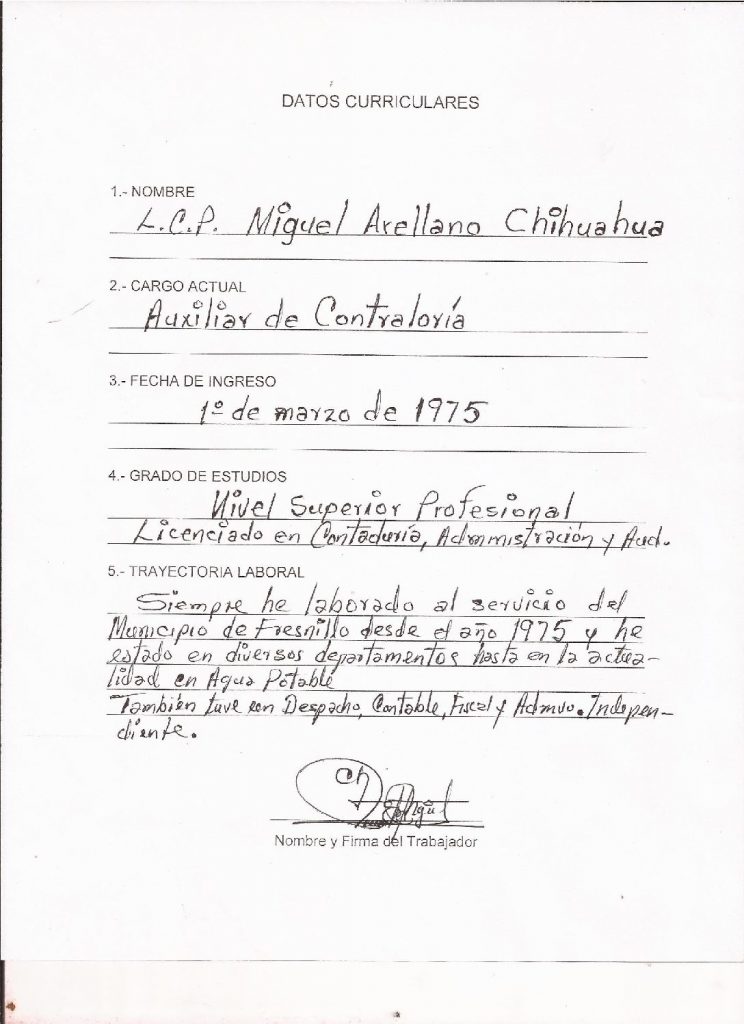 DATOS CURRICULARES
1.- NOMBRE
L.C.P. Miguel Arellano Chihuahua
2.- CARGO ACTUAL
Auxiliar de Contraloría
3.- FECHA DE INGRESO
1º de marzo de 1975
4.- GRADO DE ESTUDIOS
Nivel Superior Profesional
Licenciado en Contaduría, Administración y Aud.
5.- TRAYECTORIA LABORAL
Siempre he laborado al servicio del
Municipio de Fresnillo desde el año 1975 y he
estado en diversos departamentos hasta en la actua-
lidad en Agua Potable
También tuve en Despacho, Contable, Fiscal y Admvo. Indepen-
diente.
Nombre y Firma del Trabajador